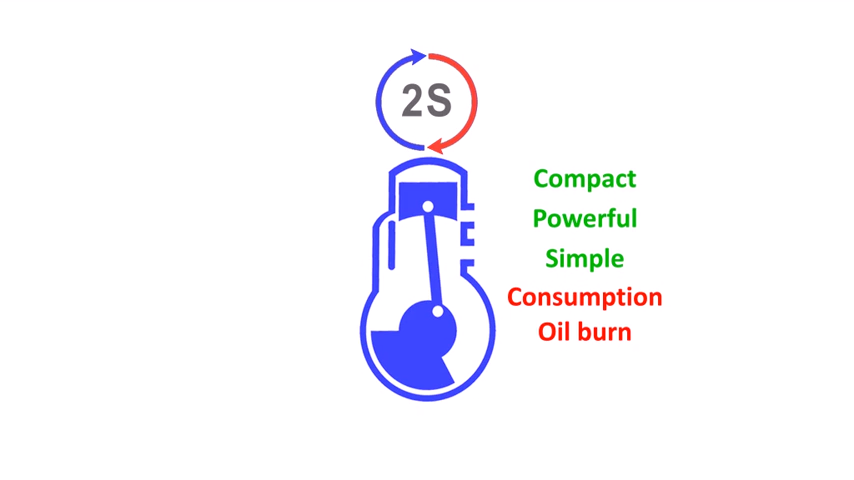 2S
Compact
Powerful
Simple
Consumption
Oil burn